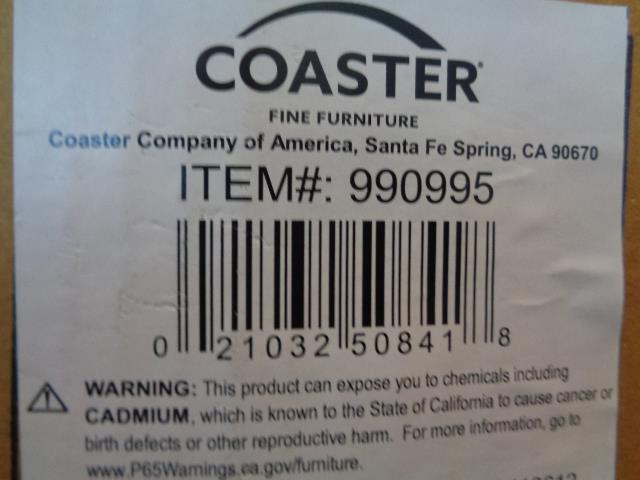 COASTER
FINE FURNITURE
Coaster Company of America, Santa Fe Spring, CA 90670
ITEM#: 990995
0 21032 50841 8
WARNING: This product can expose you to chemicals including
CADMIUM, which is known to the State of California to cause cancer or
birth defects or other reproductive harm. For more information, go to
www.P65Warnings.ca.gov/furniture.